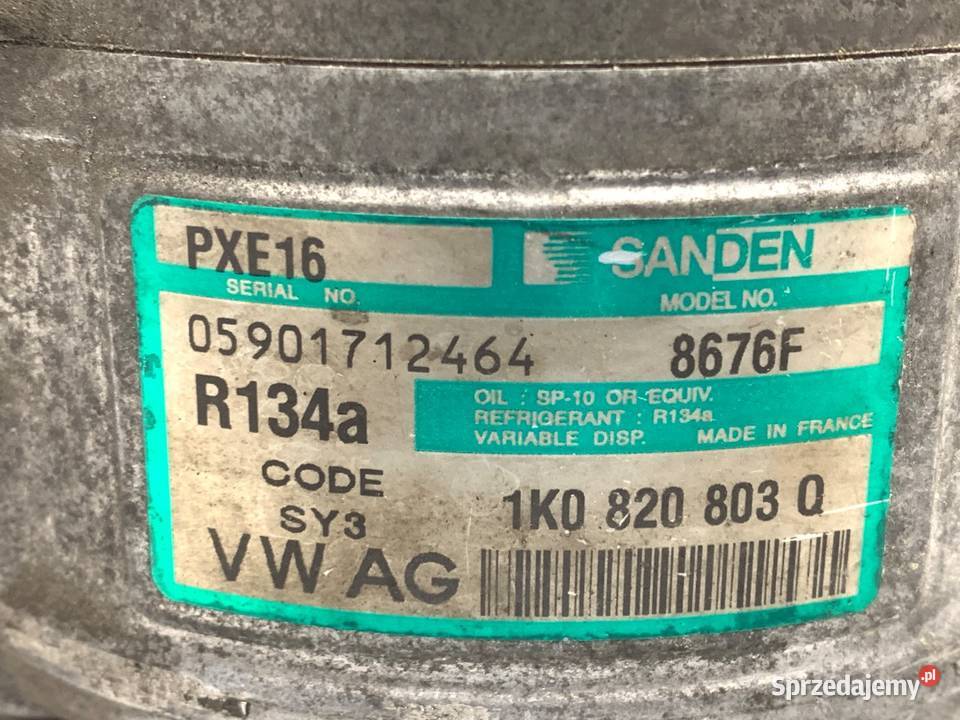 PXE16
SANDEN
SERIAL NO.
MODEL NO.
05901712464
8676F
R134a
OIL : SP-10 OR EQUIV.
REFRIGERANT : R134a
VARIABLE DISP. MADE IN FRANCE
CODE
SY3
1K0 820 803 Q
VW AG
Sprzedajemy.pl